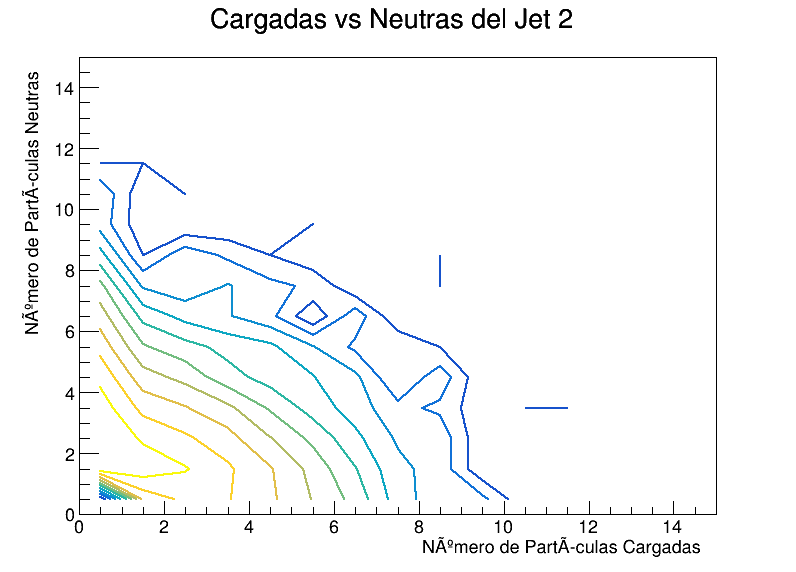 Cargadas vs Neutras del Jet 2
NÃºmero de PartÃ-culas Neutras
14
12
10
8
6
4
2
0
0 2 4 6 8 10 12 14
NÃºmero de PartÃ-culas Cargadas